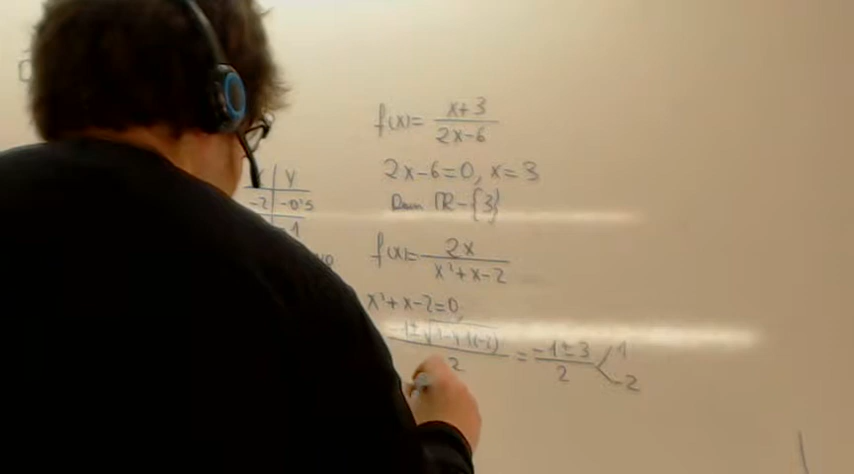 f(x)= x+3 / 2x-6
2x-6=0, x=3
Dom R-{3}
x | y
-2 | -0'5
1
f(x)= 2x / x²+x-2
x²+x-2=0
-1±√(1-4·1(-2)) / 2 = -1±3 / 2 < 1
-2